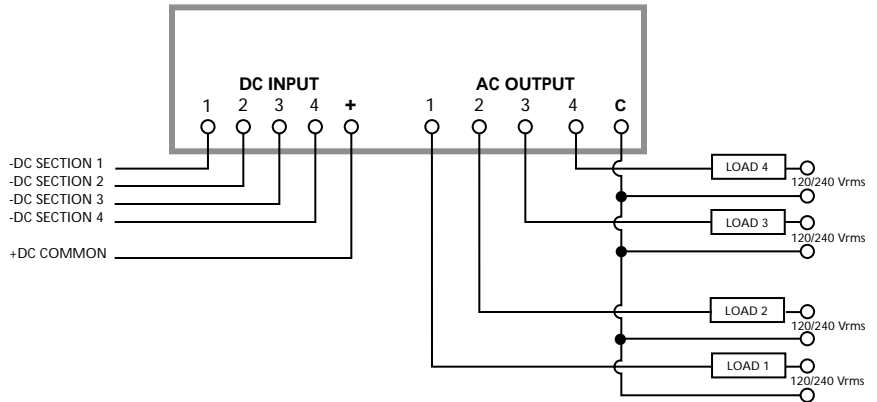 DC INPUT
AC OUTPUT
1 2 3 4 + 1 2 3 4 C
-DC SECTION 1
-DC SECTION 2
-DC SECTION 3
-DC SECTION 4
+DC COMMON
LOAD 4
120/240 Vrms
LOAD 3
120/240 Vrms
LOAD 2
120/240 Vrms
LOAD 1
120/240 Vrms